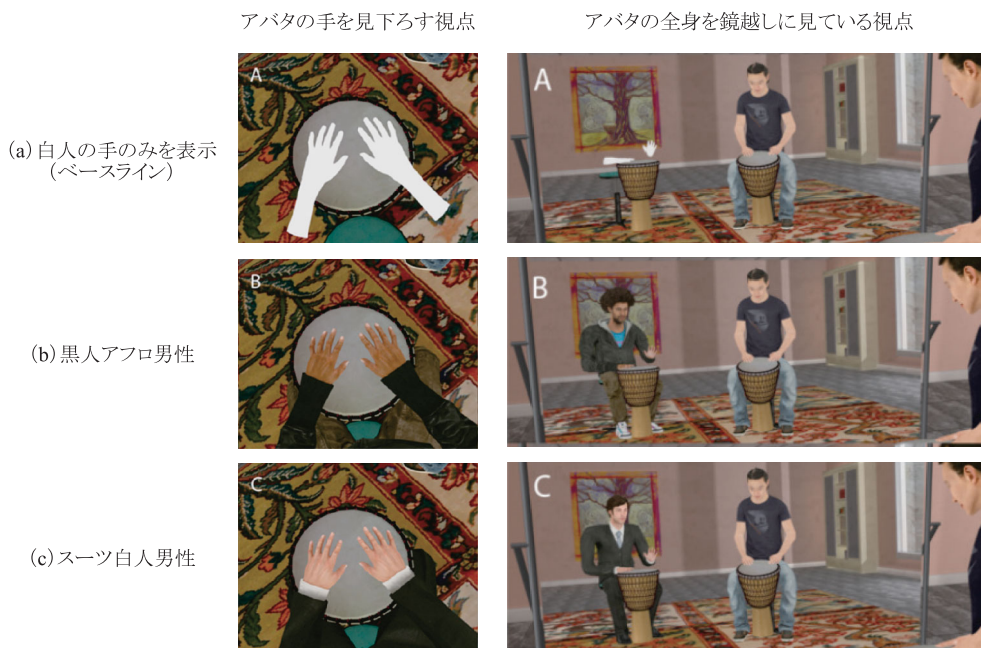 アバタの手を見下ろす視点
アバタの全身を鏡越しに見ている視点
(a)白人の手のみを表示
(ベースライン)
A
A
(b)黒人アフロ男性
B
B
(c)スーツ白人男性
C
C